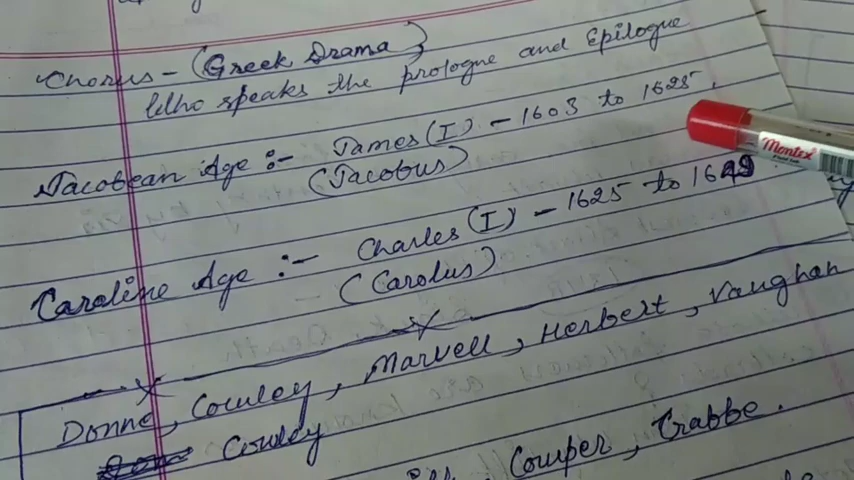 Chorus - (Greek Drama)
Who speaks the prologue and Epilogue
Jacobean Age :- James (I) - 1603 to 1625.
(Jacobus)
Montex
Caroline Age :- Charles (I) - 1625 to 1649
(Carolus)
Donne, Cowley, Marvell, Herbert, Vaughan
Cowley
Cowper, Crabbe.